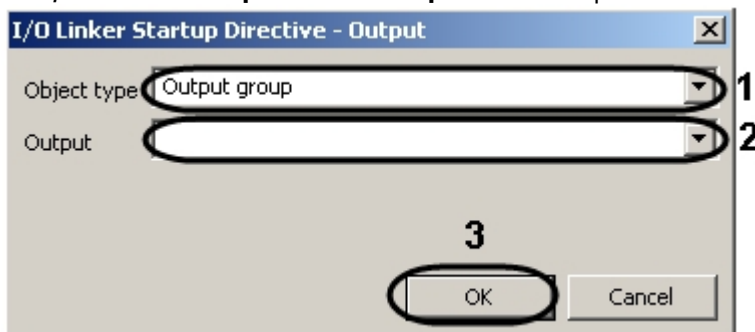 I/O Linker Startup Directive - Output
Object type Output group 1
Output 2
3
OK Cancel